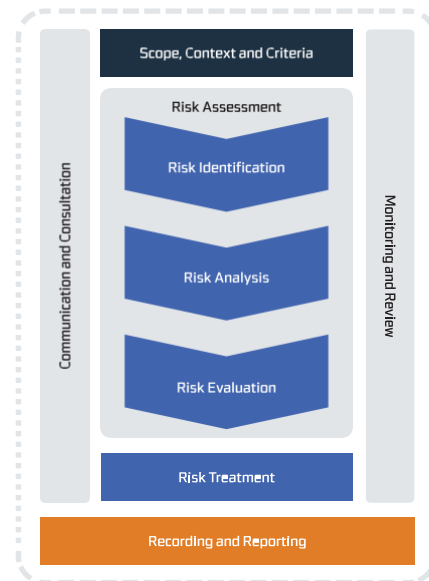 Scope, Context and Criteria
Risk Assessment
Risk Identification
Risk Analysis
Risk Evaluation
Risk Treatment
Communication and Consultation
Monitoring and Review
Recording and Reporting